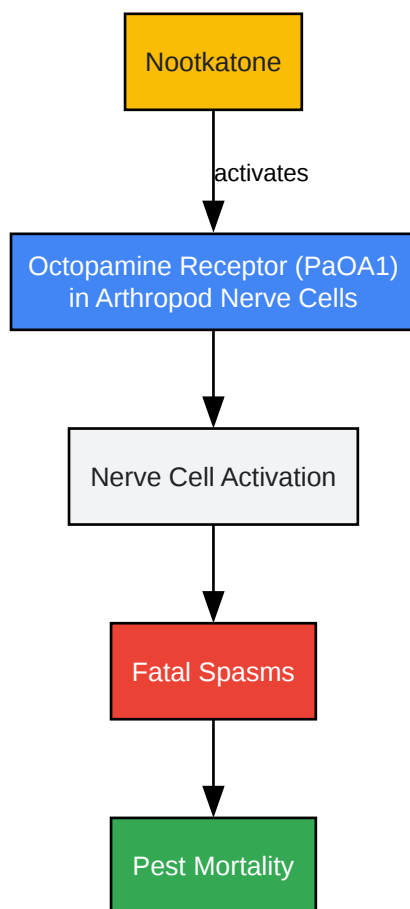 Nootkatone
activates
Octopamine Receptor (PaOA1)
in Arthropod Nerve Cells
Nerve Cell Activation
Fatal Spasms
Pest Mortality